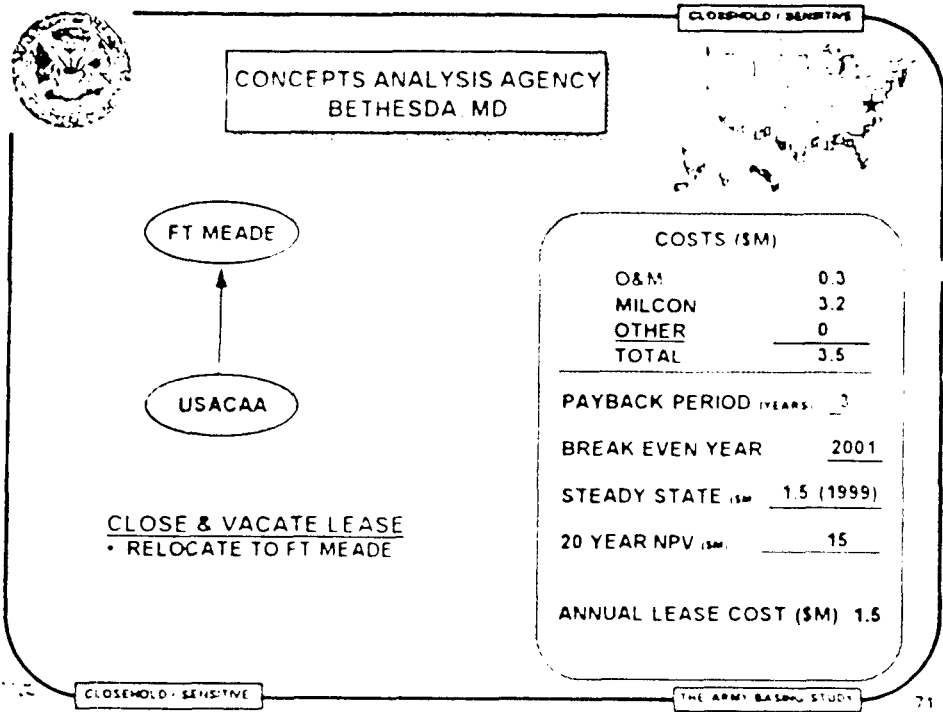 CLOSEHOLD / SENSITIVE
CONCEPTS ANALYSIS AGENCY
BETHESDA, MD
FT MEADE
USACAA
CLOSE & VACATE LEASE
• RELOCATE TO FT MEADE
COSTS ($M)
O&M 0.3
MILCON 3.2
OTHER 0
TOTAL 3.5
PAYBACK PERIOD (YEARS) 3
BREAK EVEN YEAR 2001
STEADY STATE ($M) 1.5 (1999)
20 YEAR NPV ($M) 15
ANNUAL LEASE COST ($M) 1.5
CLOSEHOLD / SENSITIVE
THE ARMY BASING STUDY
71